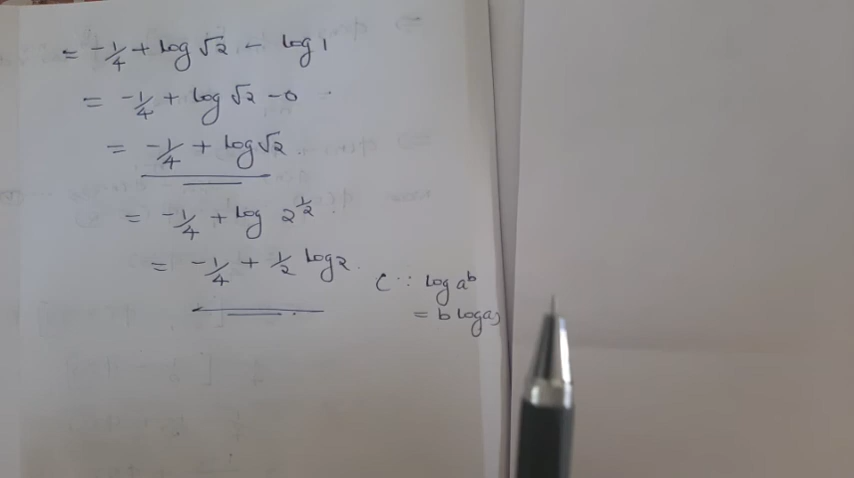 = -1/4 + log √2 - log 1
= -1/4 + log √2 - 0
= -1/4 + log √2.
= -1/4 + log 2^1/2
= -1/4 + 1/2 log 2.
(∵ log a^b
= b log a)